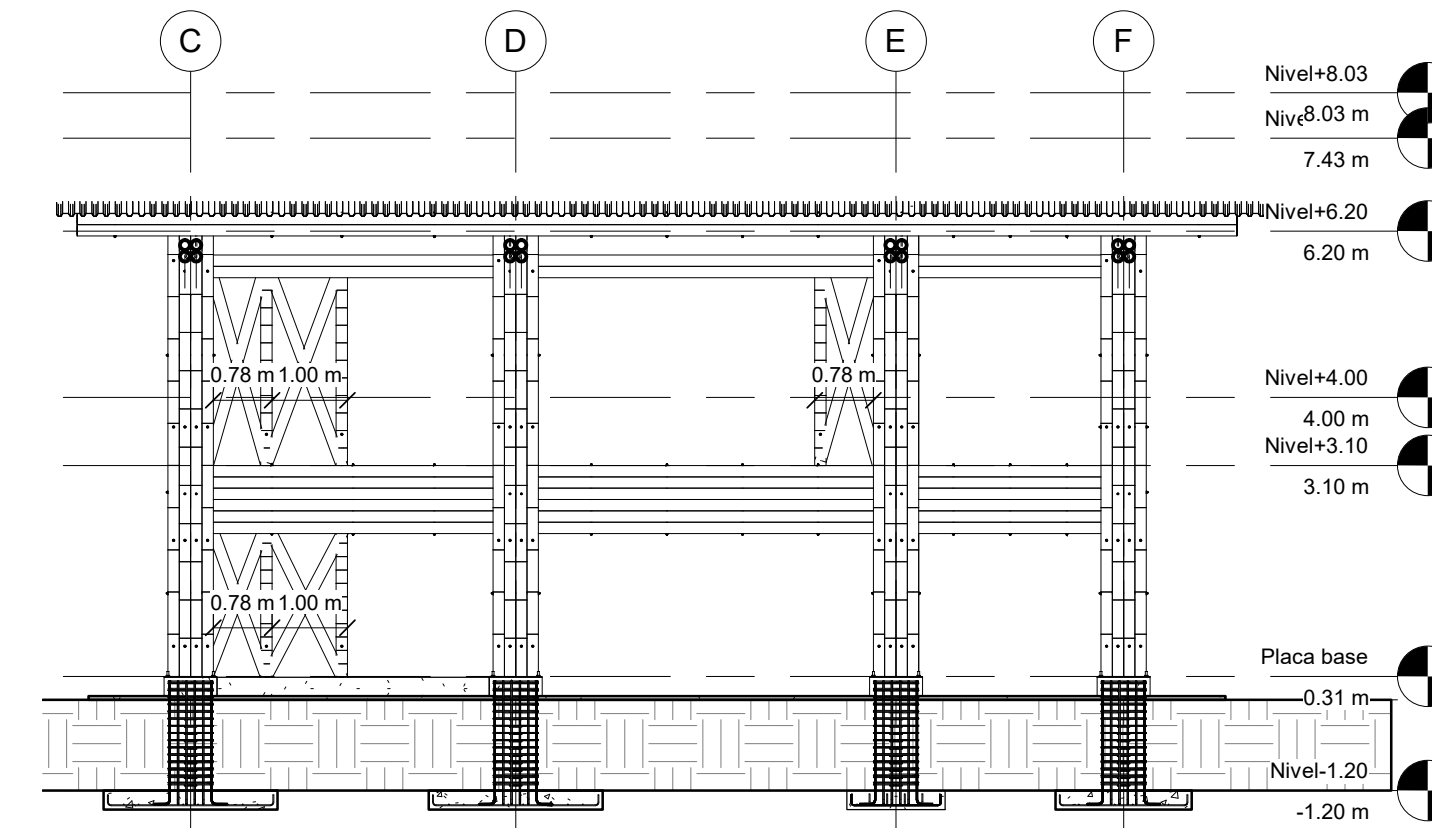 C D E F
Nivel+8.03
8.03 m
7.43 m
Nivel+6.20
6.20 m
0.78 m 1.00 m 0.78 m
Nivel+4.00
4.00 m
Nivel+3.10
3.10 m
0.78 m 1.00 m
Placa base
0.31 m
Nivel-1.20
-1.20 m